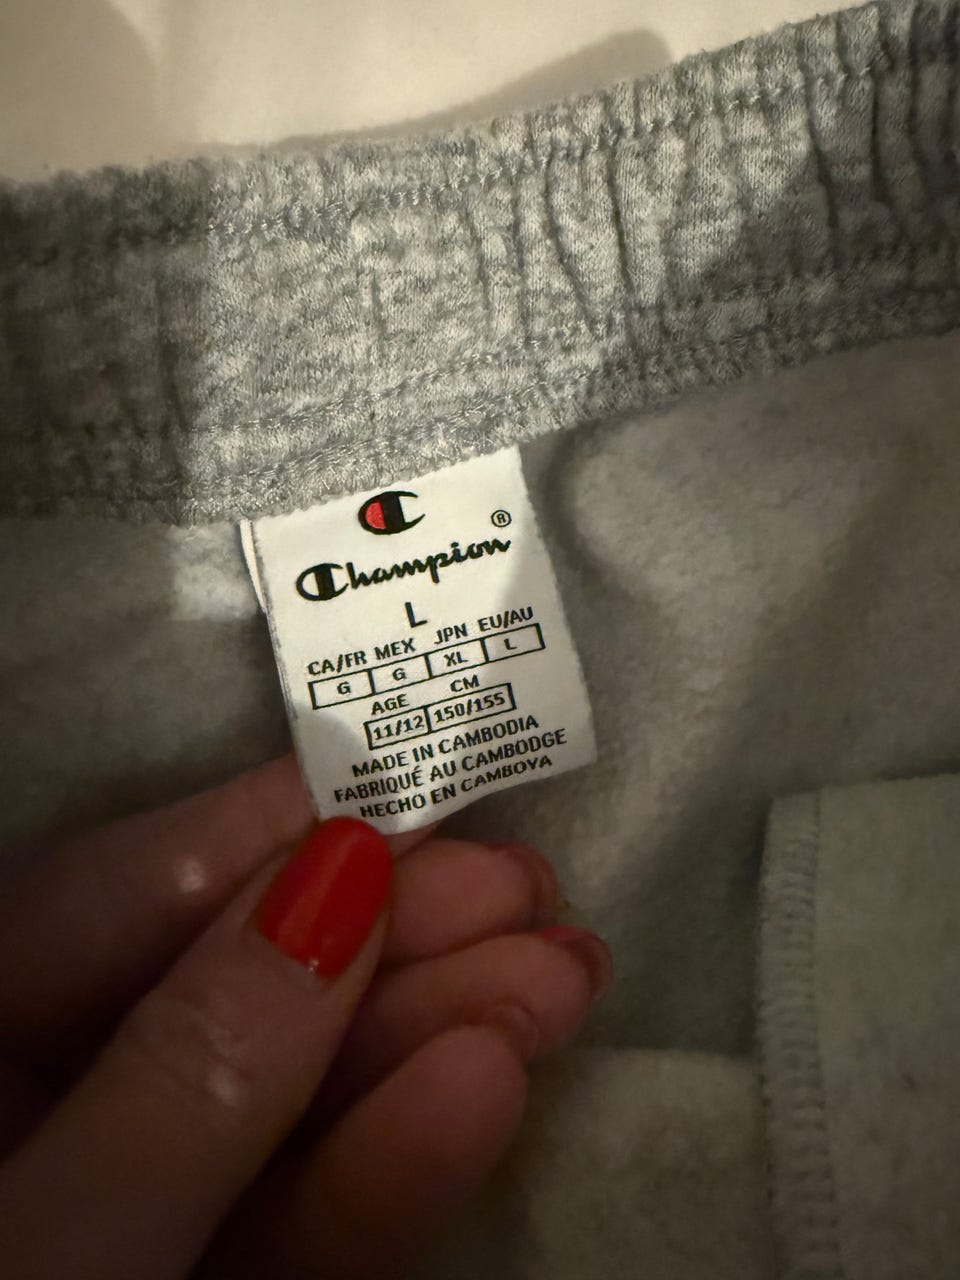 ®
Champion
L
CA/FR MEX JPN EU/AU
G G XL L
AGE CM
11/12 150/155
MADE IN CAMBODIA
FABRIQUÉ AU CAMBODGE
HECHO EN CAMBOYA